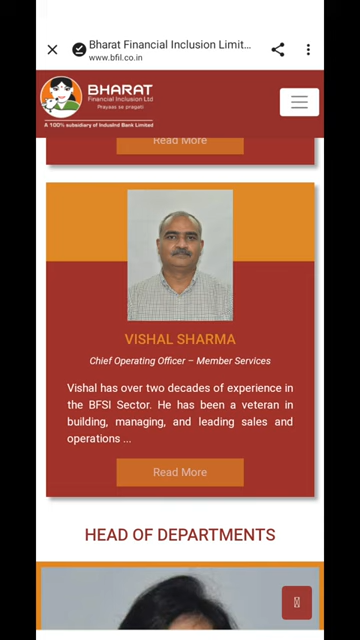 Bharat Financial Inclusion Limit...
www.bfil.co.in
BHARAT
Financial Inclusion Ltd
Prayaas se pragati
A 100% subsidiary of IndusInd Bank Limited
Read More
VISHAL SHARMA
Chief Operating Officer – Member Services
Vishal has over two decades of experience in
the BFSI Sector. He has been a veteran in
building, managing, and leading sales and
operations ...
Read More
HEAD OF DEPARTMENTS